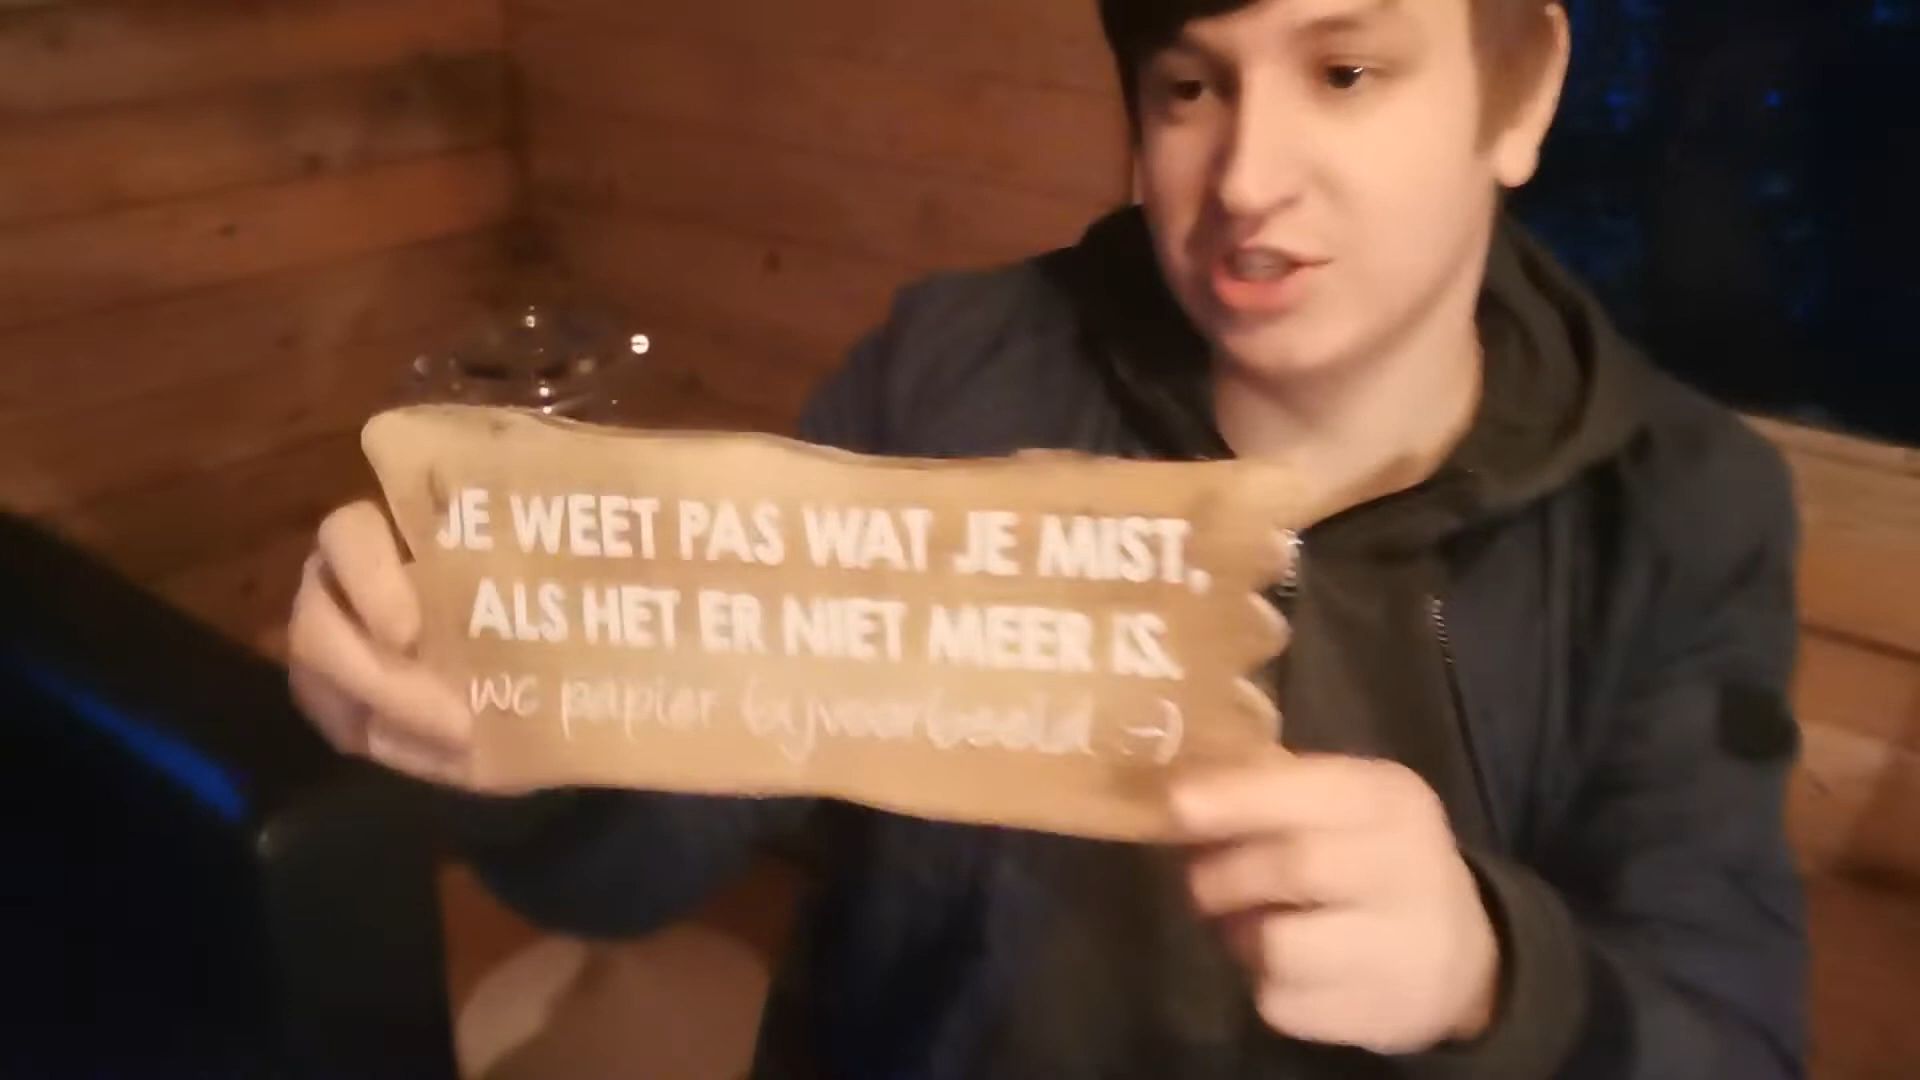 JE WEET PAS WAT JE MIST,
ALS HET ER NIET MEER IS.
wc papier bijvoorbeeld :-)